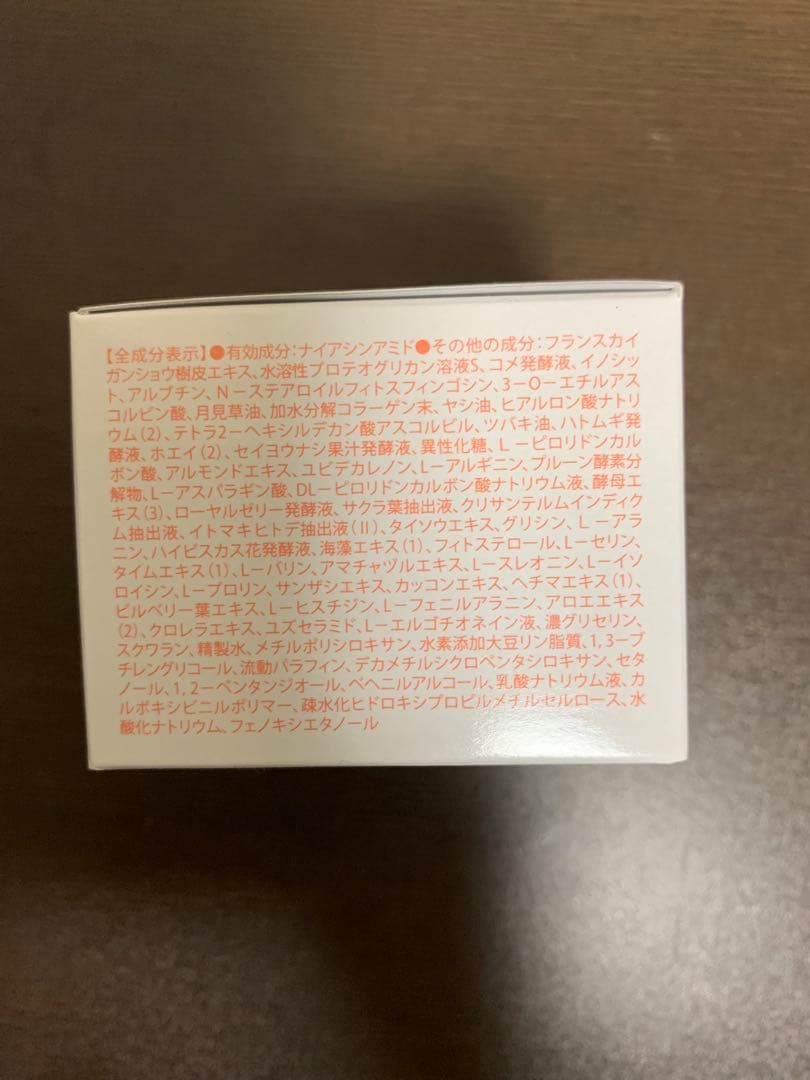 【全成分表示】●有効成分：ナイアシンアミド●その他の成分：フランスカイ
ガンショウ樹皮エキス、水溶性プロテオグリカン溶液S、コメ発酵液、イノシッ
ト、アルブチン、N－ステアロイルフィトスフィンゴシン、3－O－エチルアス
コルビン酸、月見草油、加水分解コラーゲン末、ヤシ油、ヒアルロン酸ナトリ
ウム(2)、テトラ2－ヘキシルデカン酸アスコルビル、ツバキ油、ハトムギ発
酵液、ホエイ(2)、セイヨウナシ果汁発酵液、異性化糖、L－ピロリドンカル
ボン酸、アルモンドエキス、ユビデカレノン、L－アルギニン、プルーン酵素分
解物、L－アスパラギン酸、DL－ピロリドンカルボン酸ナトリウム液、酵母エ
キス(3)、ローヤルゼリー発酵液、サクラ葉抽出液、クリサンテルムインディク
ム抽出液、イトマキヒトデ抽出液(Ⅱ)、タイソウエキス、グリシン、L－アラ
ニン、ハイビスカス花発酵液、海藻エキス(1)、フィトステロール、L－セリン、
タイムエキス(1)、L－バリン、アマチャヅルエキス、L－スレオニン、L－イソ
ロイシン、L－プロリン、サンザシエキス、カッコンエキス、ヘチマエキス(1)、
ビルベリー葉エキス、L－ヒスチジン、L－フェニルアラニン、アロエエキス
(2)、クロレラエキス、ユズセラミド、L－エルゴチオネイン液、濃グリセリン、
スクワラン、精製水、メチルポリシロキサン、水素添加大豆リン脂質、1,3－ブ
チレングリコール、流動パラフィン、デカメチルシクロペンタシロキサン、セタ
ノール、1,2－ペンタンジオール、ベヘニルアルコール、乳酸ナトリウム液、カ
ルボキシビニルポリマー、疎水化ヒドロキシプロピルメチルセルロース、水
酸化ナトリウム、フェノキシエタノール